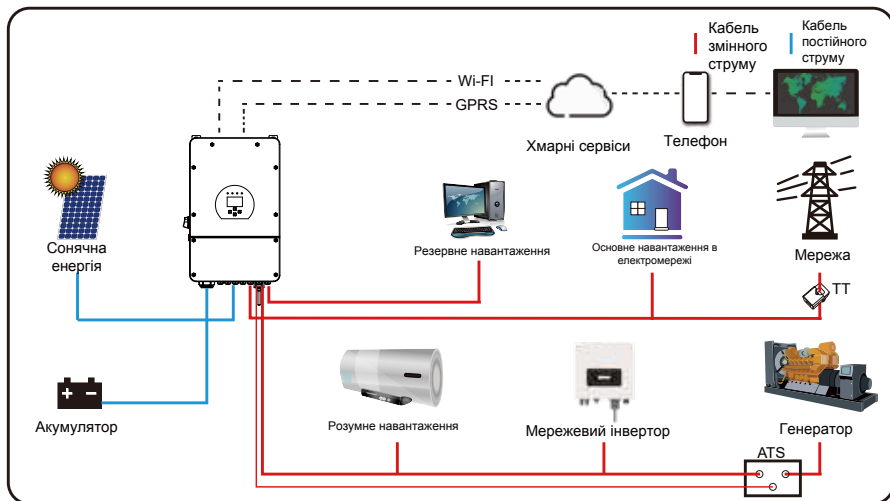 Кабель
змінного
струму
Кабель
постійного
струму
Wi-FI
GPRS
Хмарні сервіси
Телефон
Сонячна
енергія
Резервне навантаження
Основне навантаження в
електромережі
Мережа
ТТ
Акумулятор
Розумне навантаження
Мережевий інвертор
Генератор
ATS